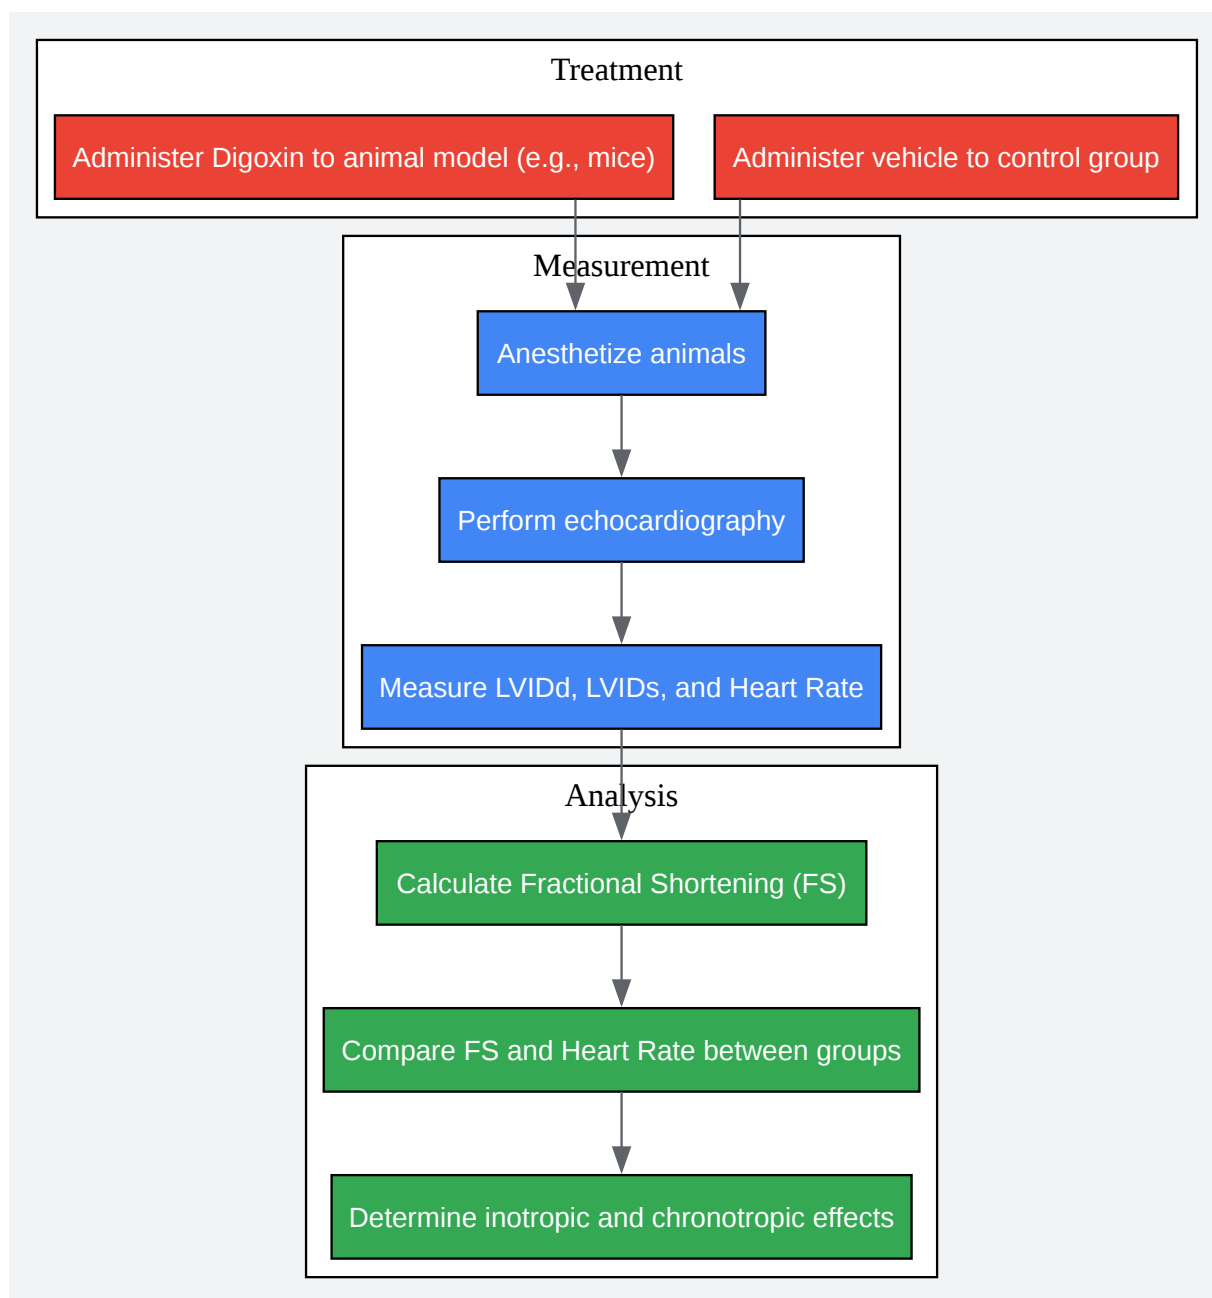 Treatment
Administer Digoxin to animal model (e.g., mice)
Administer vehicle to control group
Measurement
Anesthetize animals
Perform echocardiography
Measure LVIDd, LVIDs, and Heart Rate
Analysis
Calculate Fractional Shortening (FS)
Compare FS and Heart Rate between groups
Determine inotropic and chronotropic effects